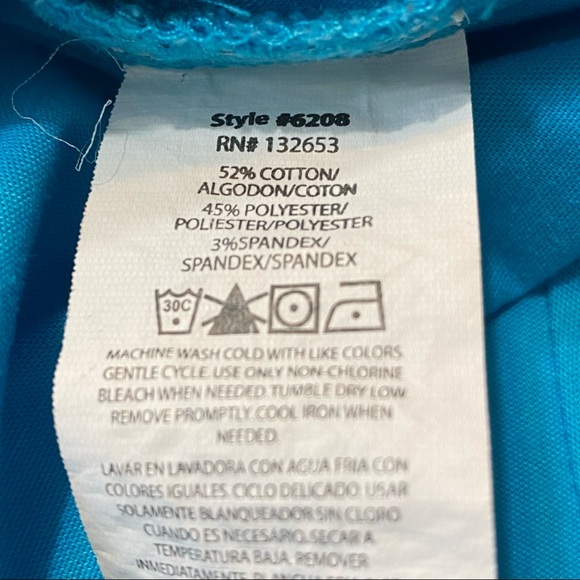 Style #6208
RN# 132653
52% COTTON/
ALGODON/COTON
45% POLYESTER/
POLIESTER/POLYESTER
3%SPANDEX/
SPANDEX/SPANDEX
30C
MACHINE WASH COLD WITH LIKE COLORS
GENTLE CYCLE. USE ONLY NON-CHLORINE
BLEACH WHEN NEEDED. TUMBLE DRY LOW.
REMOVE PROMPTLY. COOL IRON WHEN
NEEDED.
LAVAR EN LAVADORA CON AGUA FRIA CON
COLORES IGUALES. CICLO DELICADO. USAR
SOLAMENTE BLANQUEADOR SIN CLORO
CUANDO ES NECESARIO. SECAR A
TEMPERATURA BAJA. REMOVER
INMEDIATAMENTE